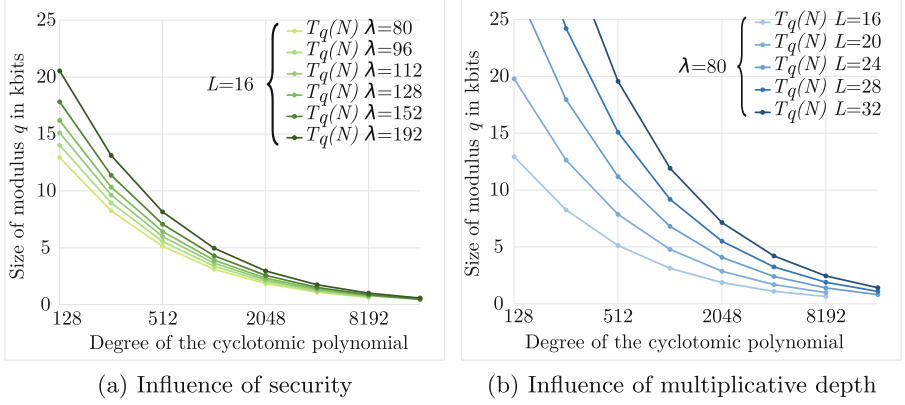 25
20
15
10
5
0
Size of modulus q in kbits
128
512
2048
8192
Degree of the cyclotomic polynomial
L=16
Tq(N) λ=80
Tq(N) λ=96
Tq(N) λ=112
Tq(N) λ=128
Tq(N) λ=152
Tq(N) λ=192
(a) Influence of security
25
20
15
10
5
0
Size of modulus q in kbits
128
512
2048
8192
Degree of the cyclotomic polynomial
λ=80
Tq(N) L=16
Tq(N) L=20
Tq(N) L=24
Tq(N) L=28
Tq(N) L=32
(b) Influence of multiplicative depth